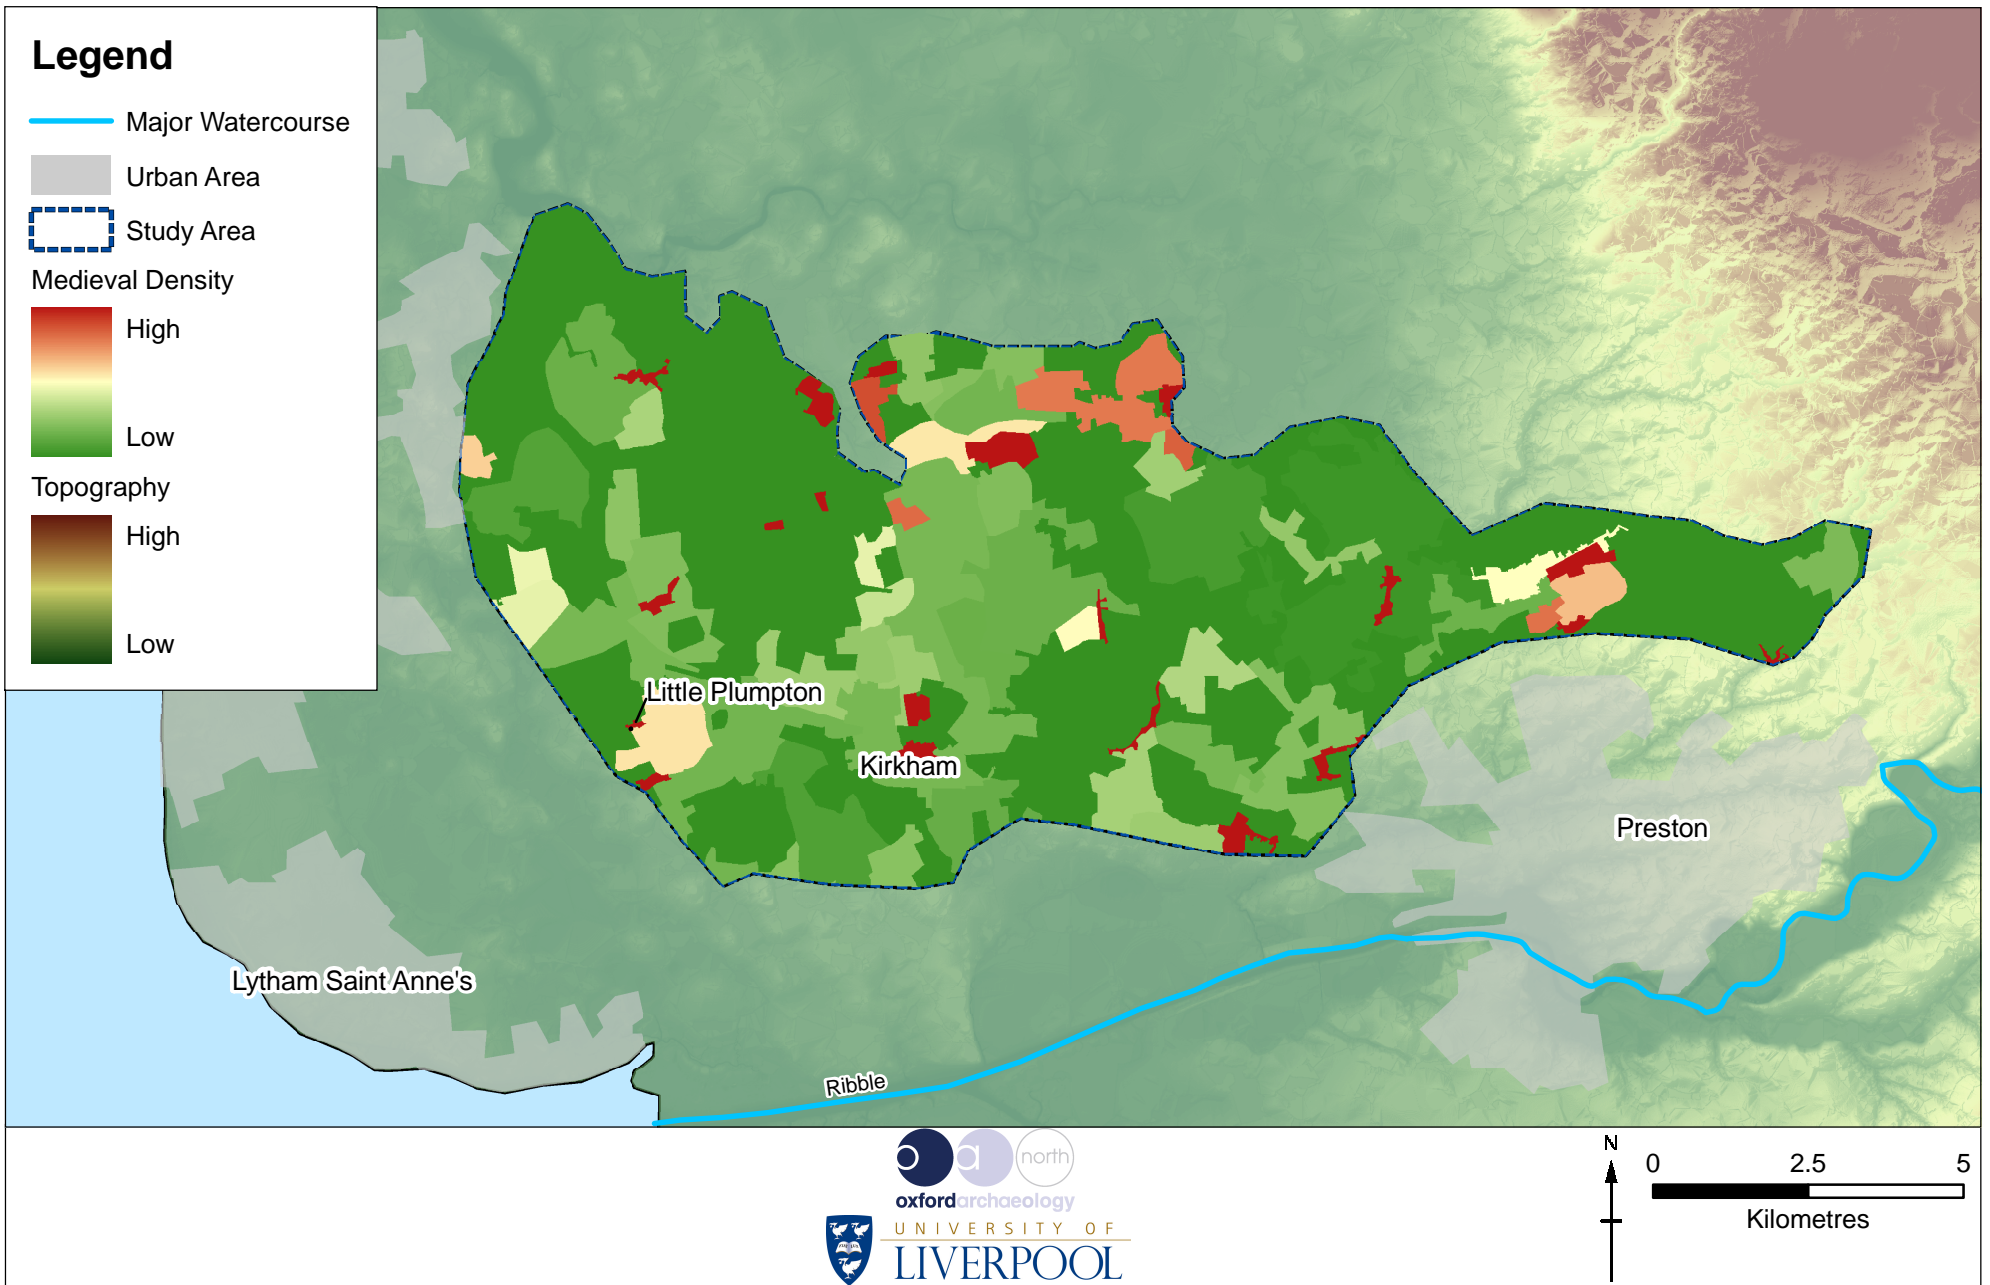 Legend
Major Watercourse
Urban Area
Study Area
Medieval Density
High
Low
Topography
High
Low
Little Plumpton
Kirkham
Preston
Lytham Saint Anne's
Ribble
oa north
oxfordarchaeology
UNIVERSITY OF
LIVERPOOL
N
0 2.5 5
Kilometres